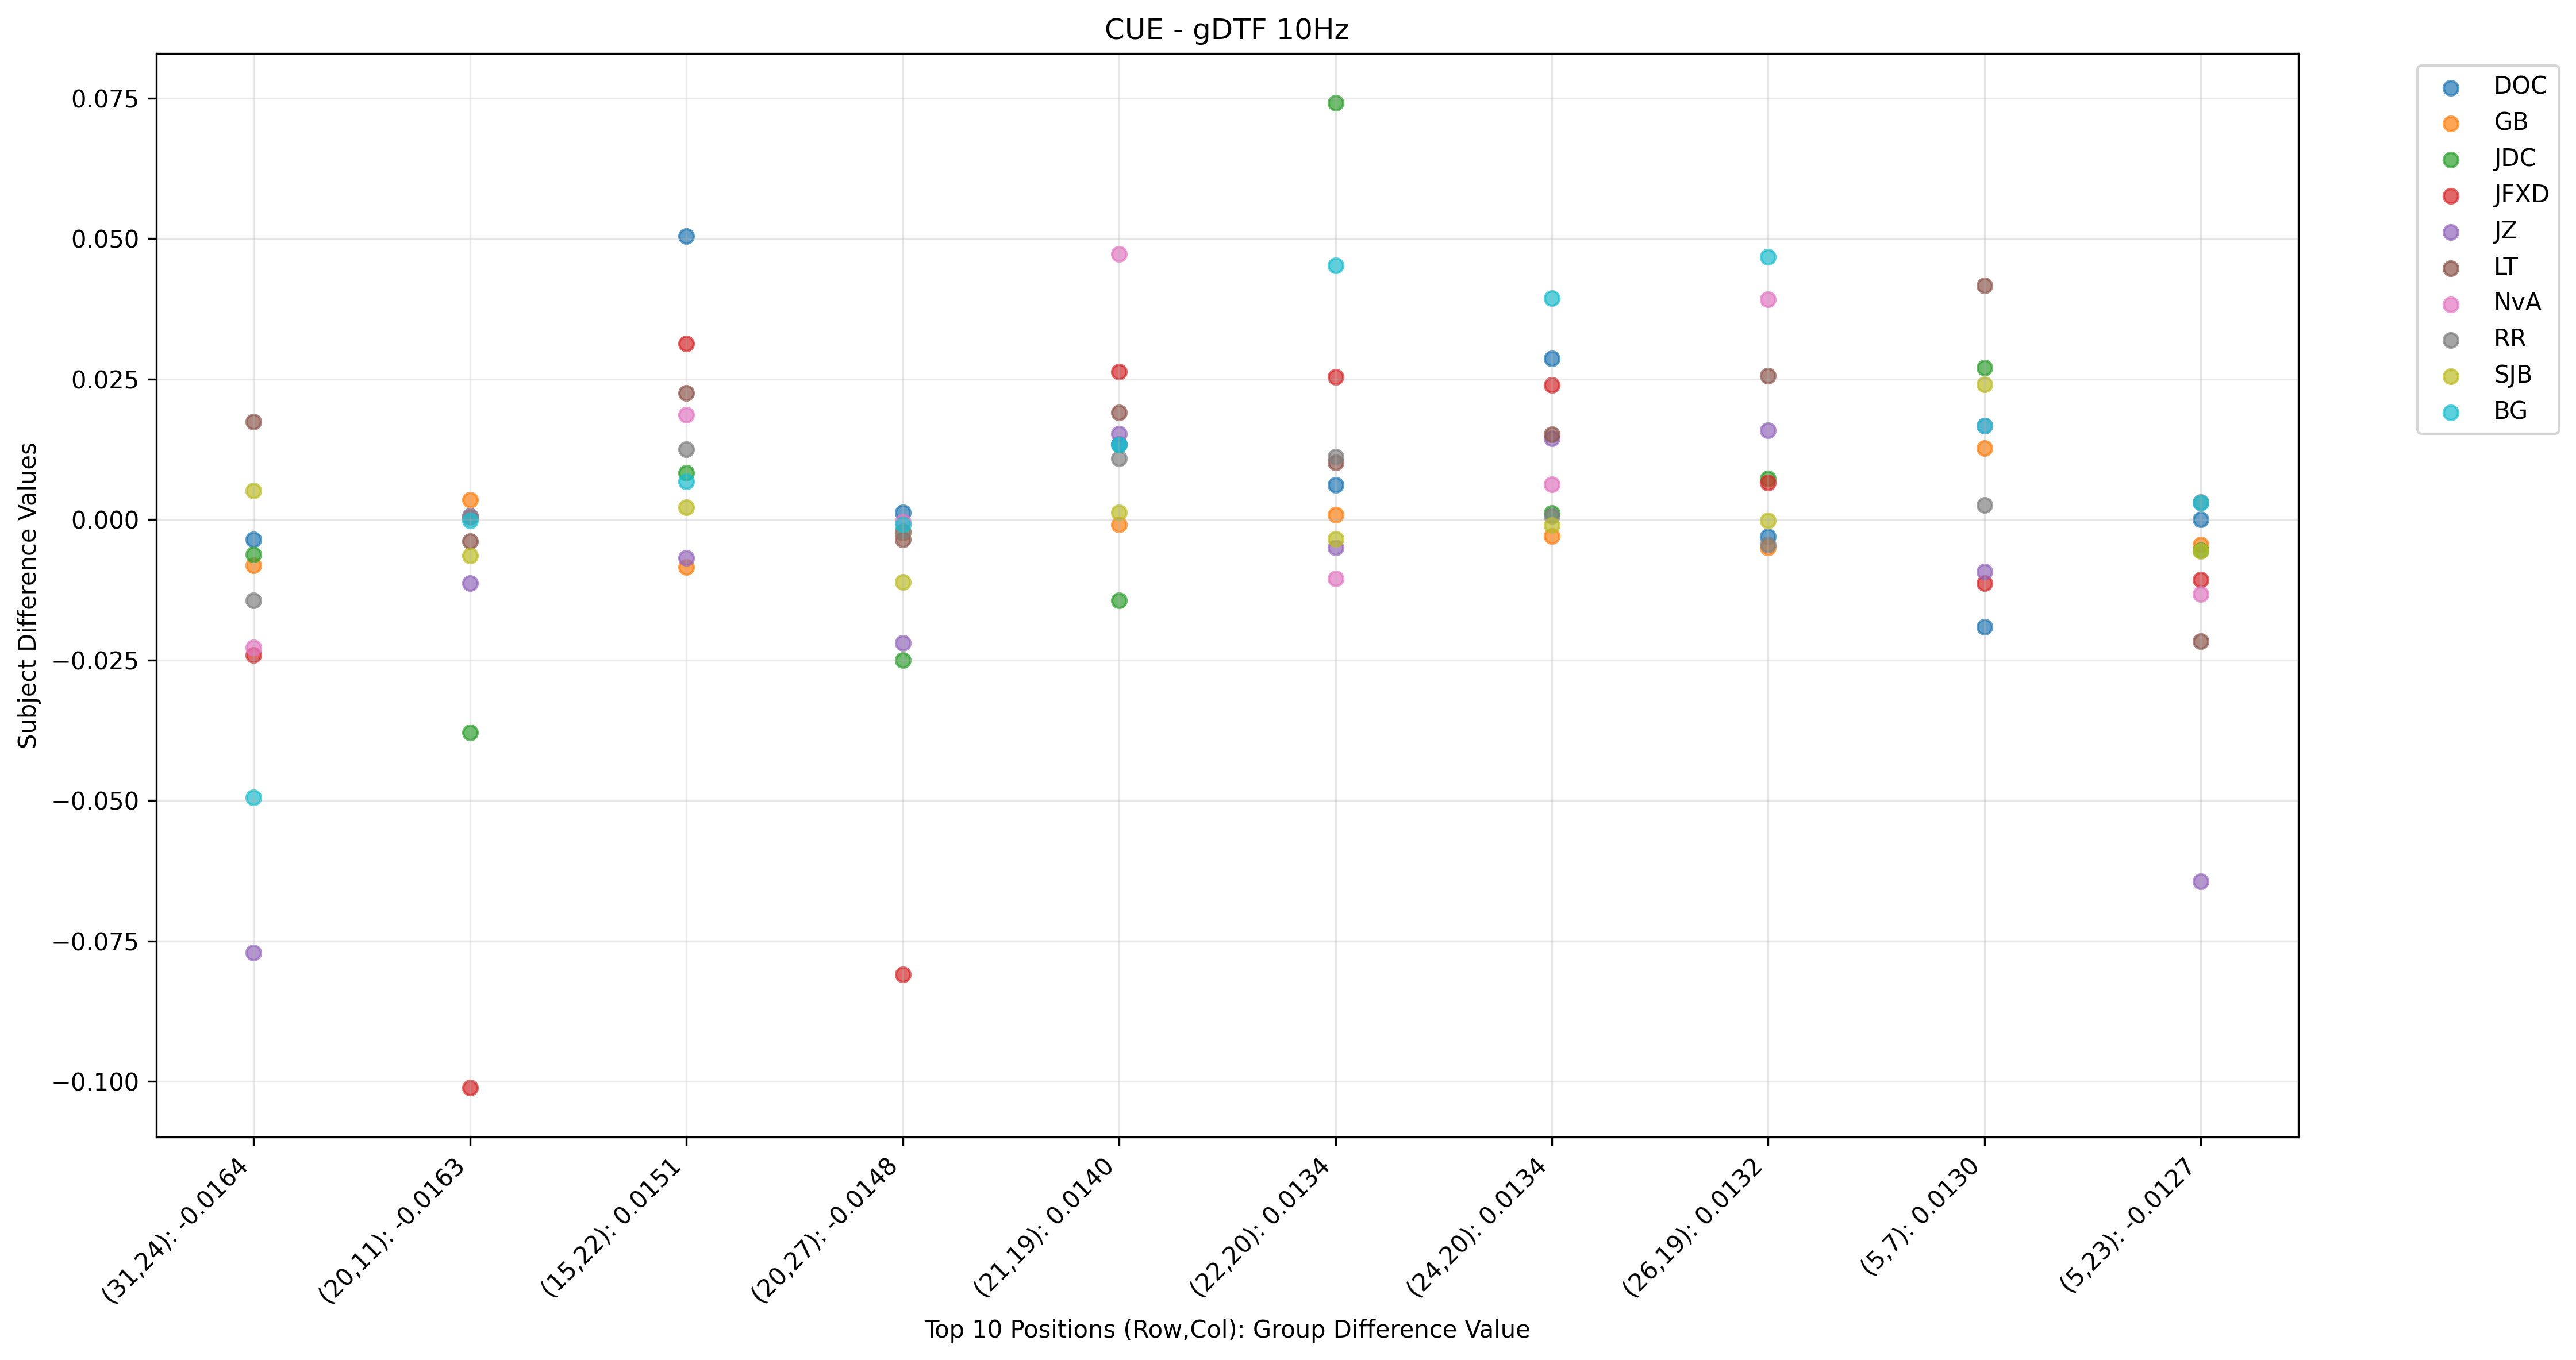 CUE - gDTF 10Hz
0.075
0.050
0.025
0.000
−0.025
−0.050
−0.075
−0.100
Subject Difference Values
(31,24): -0.0164
(20,11): -0.0163
(15,22): 0.0151
(20,27): -0.0148
(21,19): 0.0140
(22,20): 0.0134
(24,20): 0.0134
(26,19): 0.0132
(5,7): 0.0130
(5,23): -0.0127
Top 10 Positions (Row,Col): Group Difference Value
DOC
GB
JDC
JFXD
JZ
LT
NvA
RR
SJB
BG